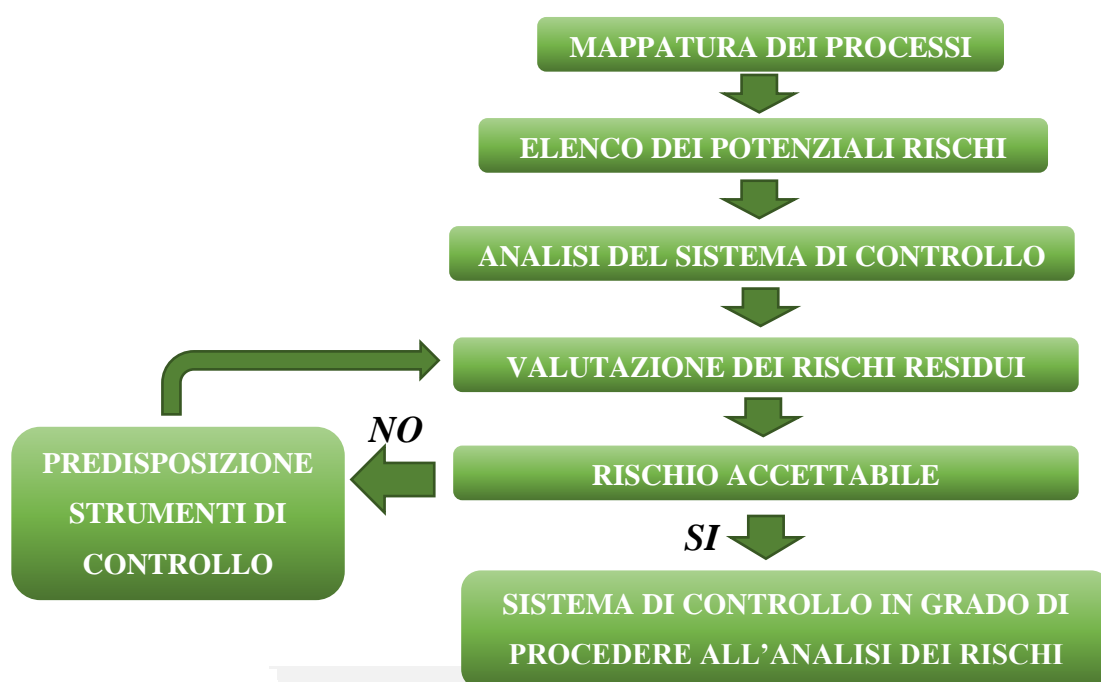 MAPPATURA DEI PROCESSI
ELENCO DEI POTENZIALI RISCHI
ANALISI DEL SISTEMA DI CONTROLLO
VALUTAZIONE DEI RISCHI RESIDUI
NO
PREDISPOSIZIONE
STRUMENTI DI
CONTROLLO
RISCHIO ACCETTABILE
SI
SISTEMA DI CONTROLLO IN GRADO DI
PROCEDERE ALL’ANALISI DEI RISCHI